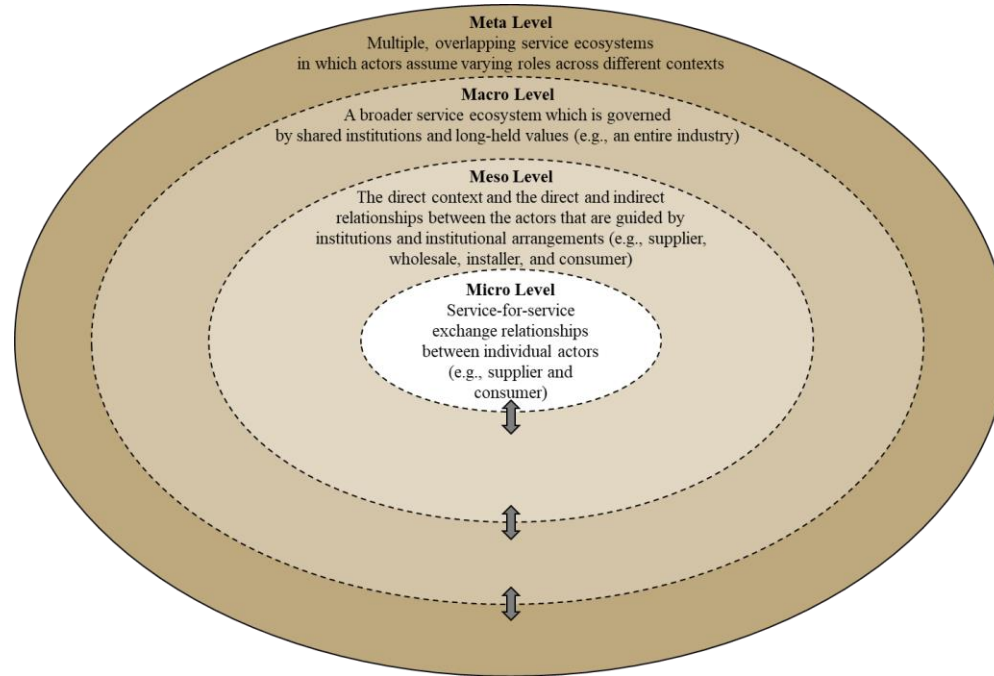 Meta Level
Multiple, overlapping service ecosystems
in which actors assume varying roles across different contexts
Macro Level
A broader service ecosystem which is governed
by shared institutions and long-held values (e.g., an entire industry)
Meso Level
The direct context and the direct and indirect
relationships between the actors that are guided by
institutions and institutional arrangements (e.g., supplier,
wholesale, installer, and consumer)
Micro Level
Service-for-service
exchange relationships
between individual actors
(e.g., supplier and
consumer)